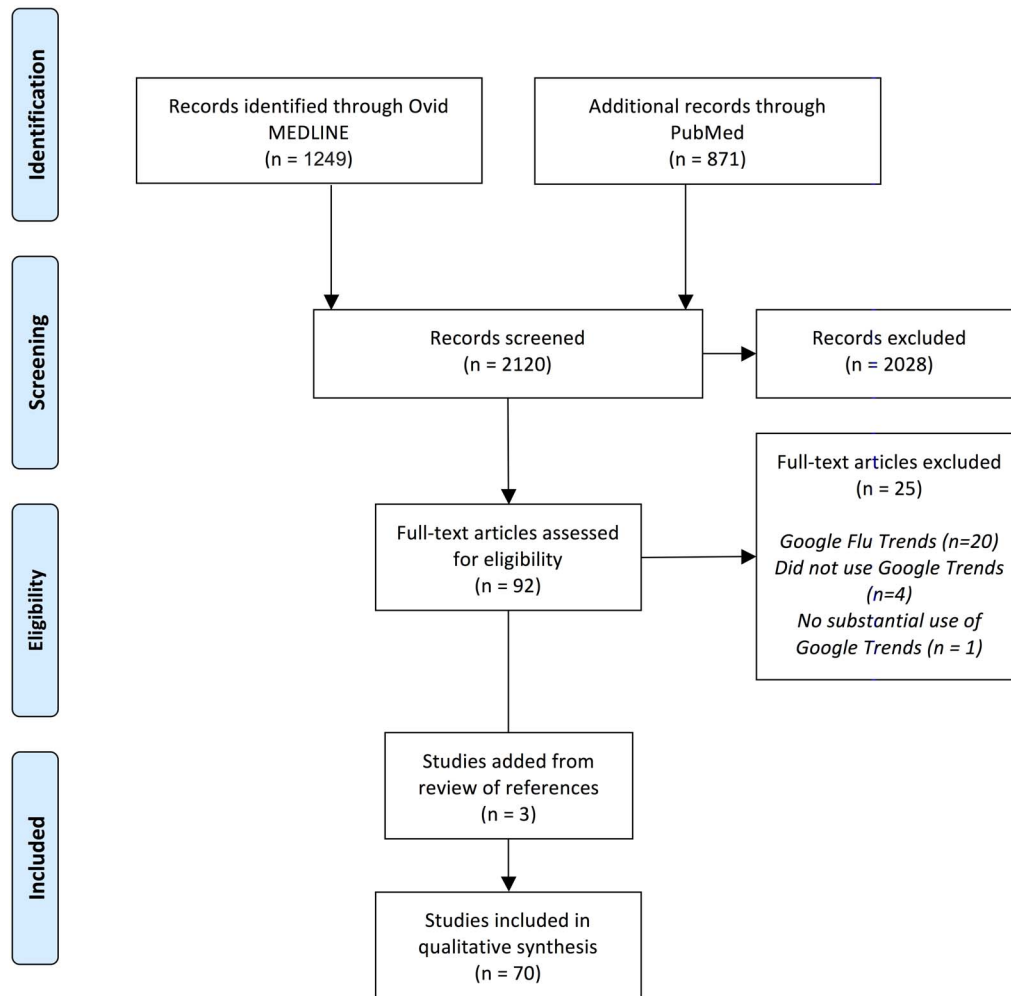 Identification
Records identified through Ovid
MEDLINE
(n = 1249)
Additional records through
PubMed
(n = 871)
Screening
Records screened
(n = 2120)
Records excluded
(n = 2028)
Eligibility
Full-text articles assessed
for eligibility
(n = 92)
Full-text articles excluded
(n = 25)
Google Flu Trends (n=20)
Did not use Google Trends
(n=4)
No substantial use of
Google Trends (n = 1)
Included
Studies added from
review of references
(n = 3)
Studies included in
qualitative synthesis
(n = 70)